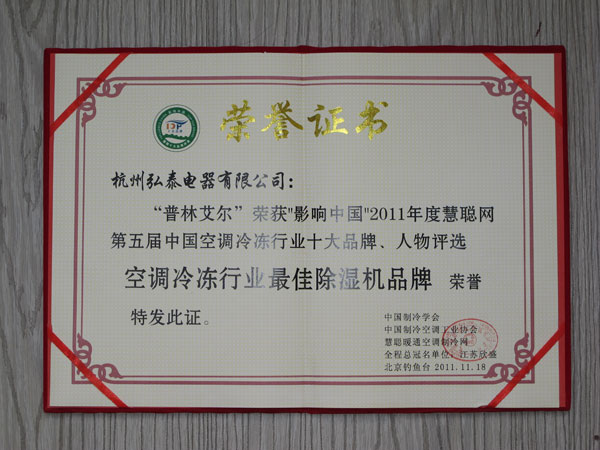 荣誉证书
杭州弘泰电器有限公司：
“普林艾尔”荣获"影响中国"2011年度慧聪网
第五届中国空调冷冻行业十大品牌、人物评选
空调冷冻行业最佳除湿机品牌 荣誉
特发此证。
中国制冷学会
中国制冷空调工业协会
慧聪暖通空调制冷网
全程总冠名单位：江苏欣盛
北京钓鱼台 2011.11.18